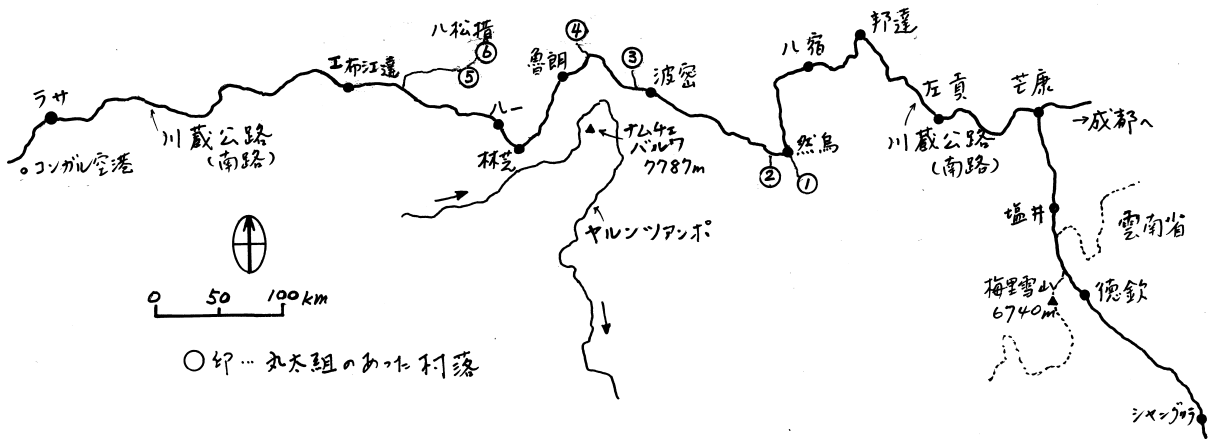 八松措
④
⑥
⑤
③
工布江達
魯朗
波密
八宿
邦達
左貢
芒康
→成都へ
ラサ
川蔵公路
(南路)
○コンガル空港
ルー
林芝
ナムチェ
バルワ
7787m
②
①
然烏
川蔵公路
(南路)
ヤルンツアンポ
塩井
雲南省
梅里雪山
6740m
徳欽
シャングリラ
0 50 100km
○印…丸太組のあった村落